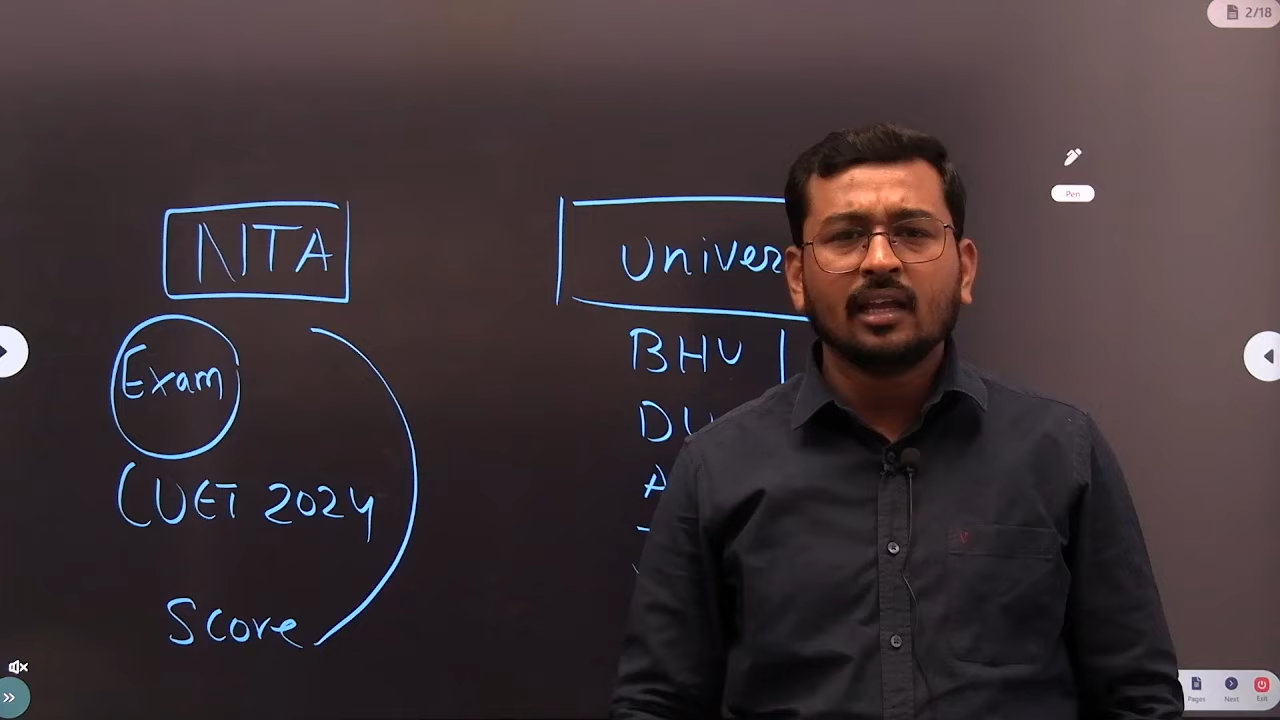 2/18
Pen
NTA
Univer
Exam
BHU
DU
CUET 2024
A
Score
Pages
Next
Exit